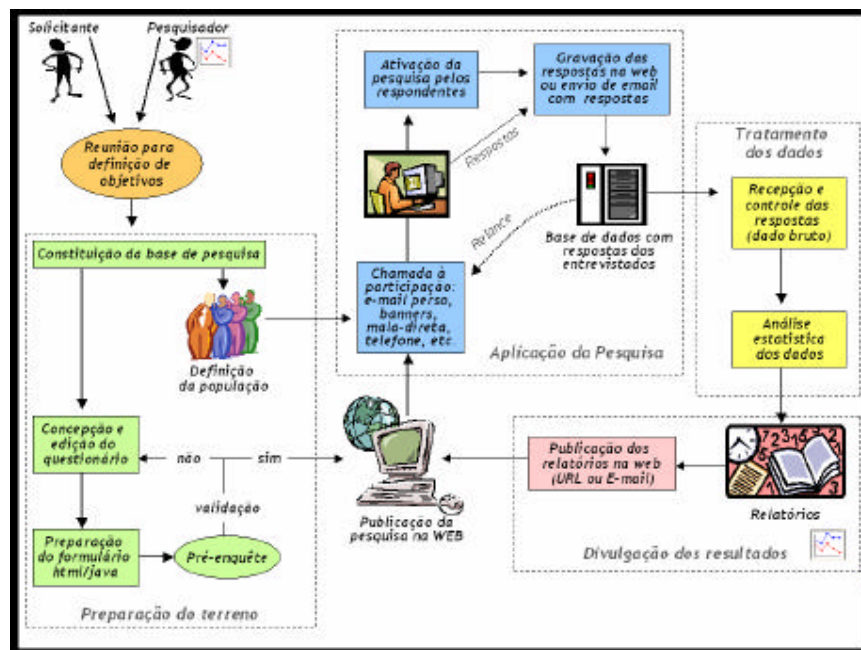 Solicitante
Pesquisador
Reunião para
definição de
objetivos
Constituição da base de pesquisa
Definição
da população
Concepção e
edição do
questionário
não
sim
validação
Preparação
do formulário
html/java
Pré-enquête
Preparação do terreno
Ativação da
pesquisa pelos
respondentes
Gravação das
respostas na web
ou envio de email
com respostas
Respostas
Relance
Base de dados com
respostas dos
entrevistados
Chamada à
participação:
e-mail perso,
banners,
mala-direta,
telefone, etc
Aplicação da Pesquisa
Publicação da
pesquisa na WEB
Tratamento
dos dados
Recepção e
controle das
respostas
(dado bruto)
Análise
estatística
dos dados
Publicação dos
relatórios na web
(URL ou E-mail)
Relatórios
Divulgação dos resultados